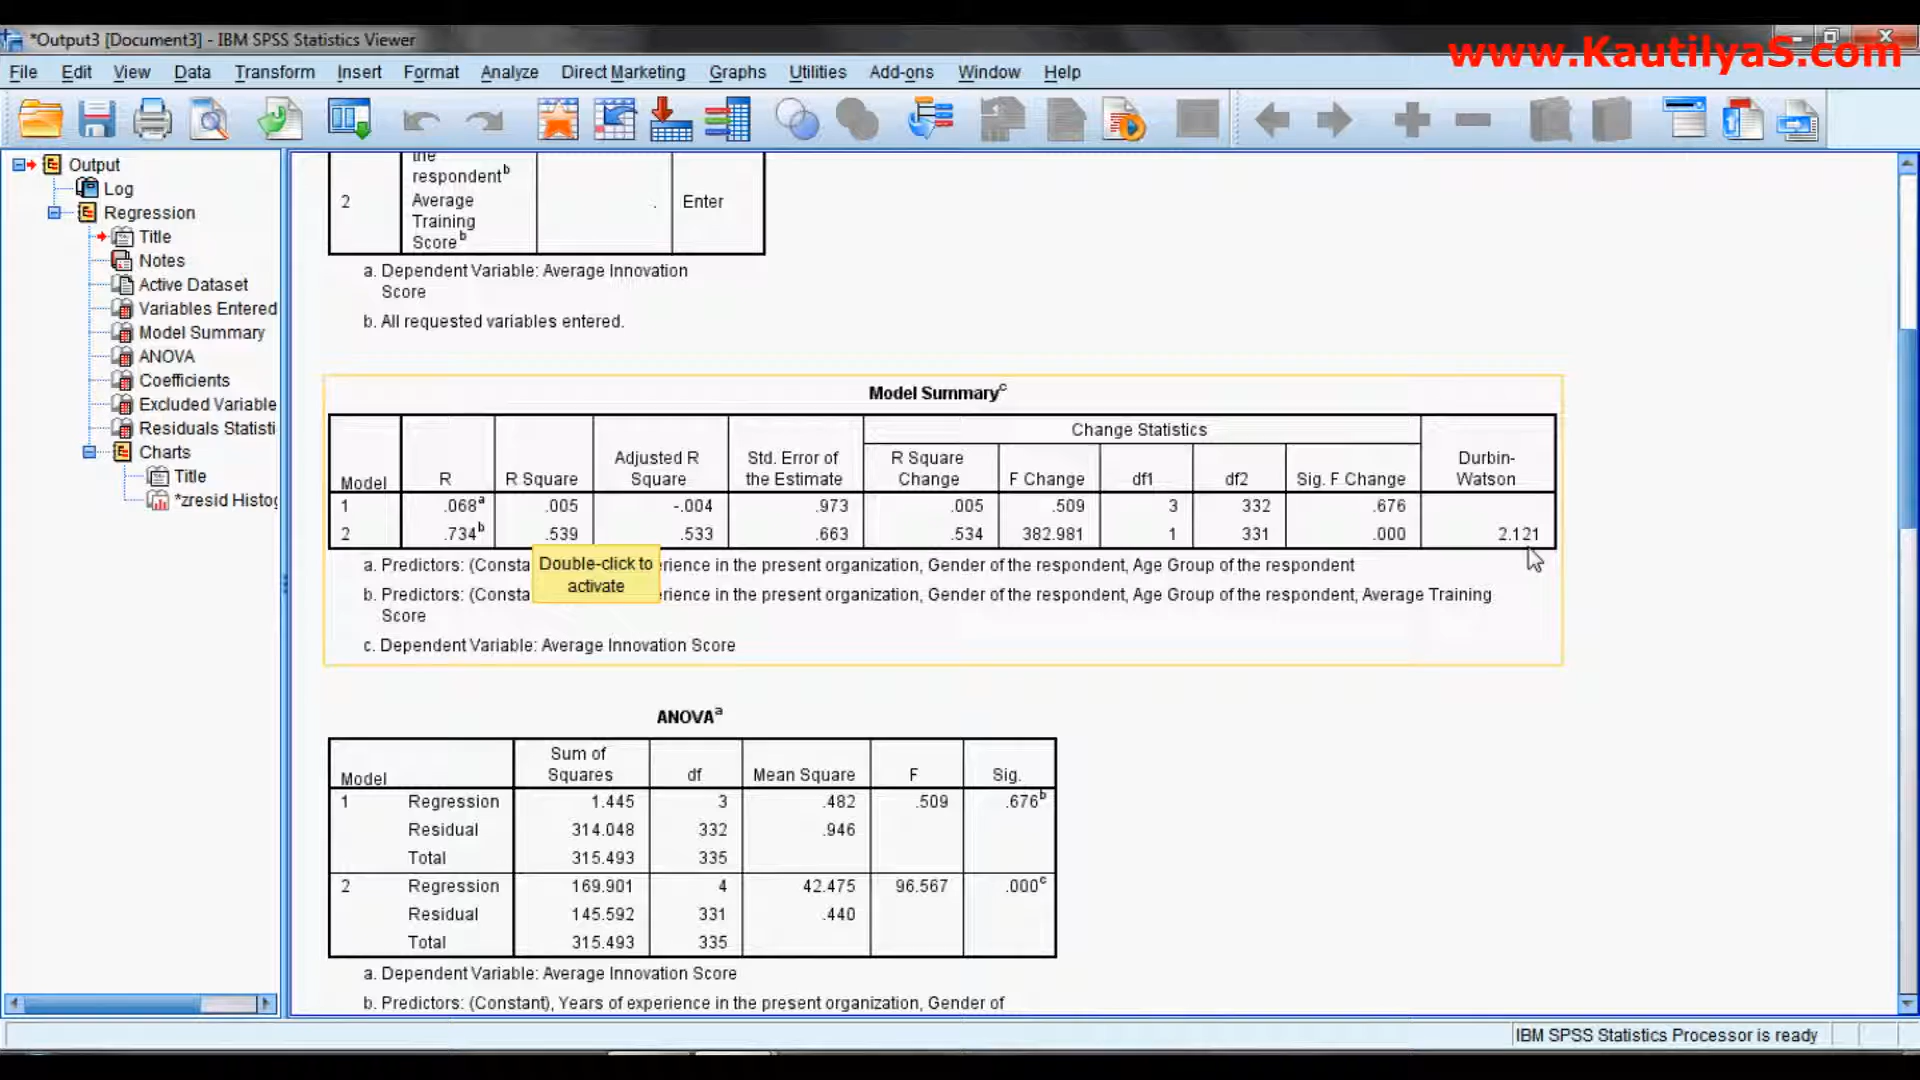 *Output3 [Document3] - IBM SPSS Statistics Viewer
www.KautilyaS.com
File Edit View Data Transform Insert Format Analyze Direct Marketing Graphs Utilities Add-ons Window Help
Output
Log
Regression
Title
Notes
Active Dataset
Variables Entered
Model Summary
ANOVA
Coefficients
Excluded Variable
Residuals Statisti
Charts
Title
*zresid Histog
the
respondent b
2 Average . Enter
Training
Score b
a. Dependent Variable: Average Innovation
Score
b. All requested variables entered.
Model Summary c
Change Statistics
Model R R Square Adjusted R Square Std. Error of the Estimate R Square Change F Change df1 df2 Sig. F Change Durbin-Watson
1 .068a .005 -.004 .973 .005 .509 3 332 .676
2 .734b .539 .533 .663 .534 382.981 1 331 .000 2.121
Double-click to
activate
a. Predictors: (Consta rience in the present organization, Gender of the respondent, Age Group of the respondent
b. Predictors: (Consta rience in the present organization, Gender of the respondent, Age Group of the respondent, Average Training
Score
c. Dependent Variable: Average Innovation Score
ANOVA a
Model Sum of Squares df Mean Square F Sig.
1 Regression 1.445 3 .482 .509 .676b
Residual 314.048 332 .946
Total 315.493 335
2 Regression 169.901 4 42.475 96.567 .000c
Residual 145.592 331 .440
Total 315.493 335
a. Dependent Variable: Average Innovation Score
b. Predictors: (Constant), Years of experience in the present organization, Gender of
IBM SPSS Statistics Processor is ready